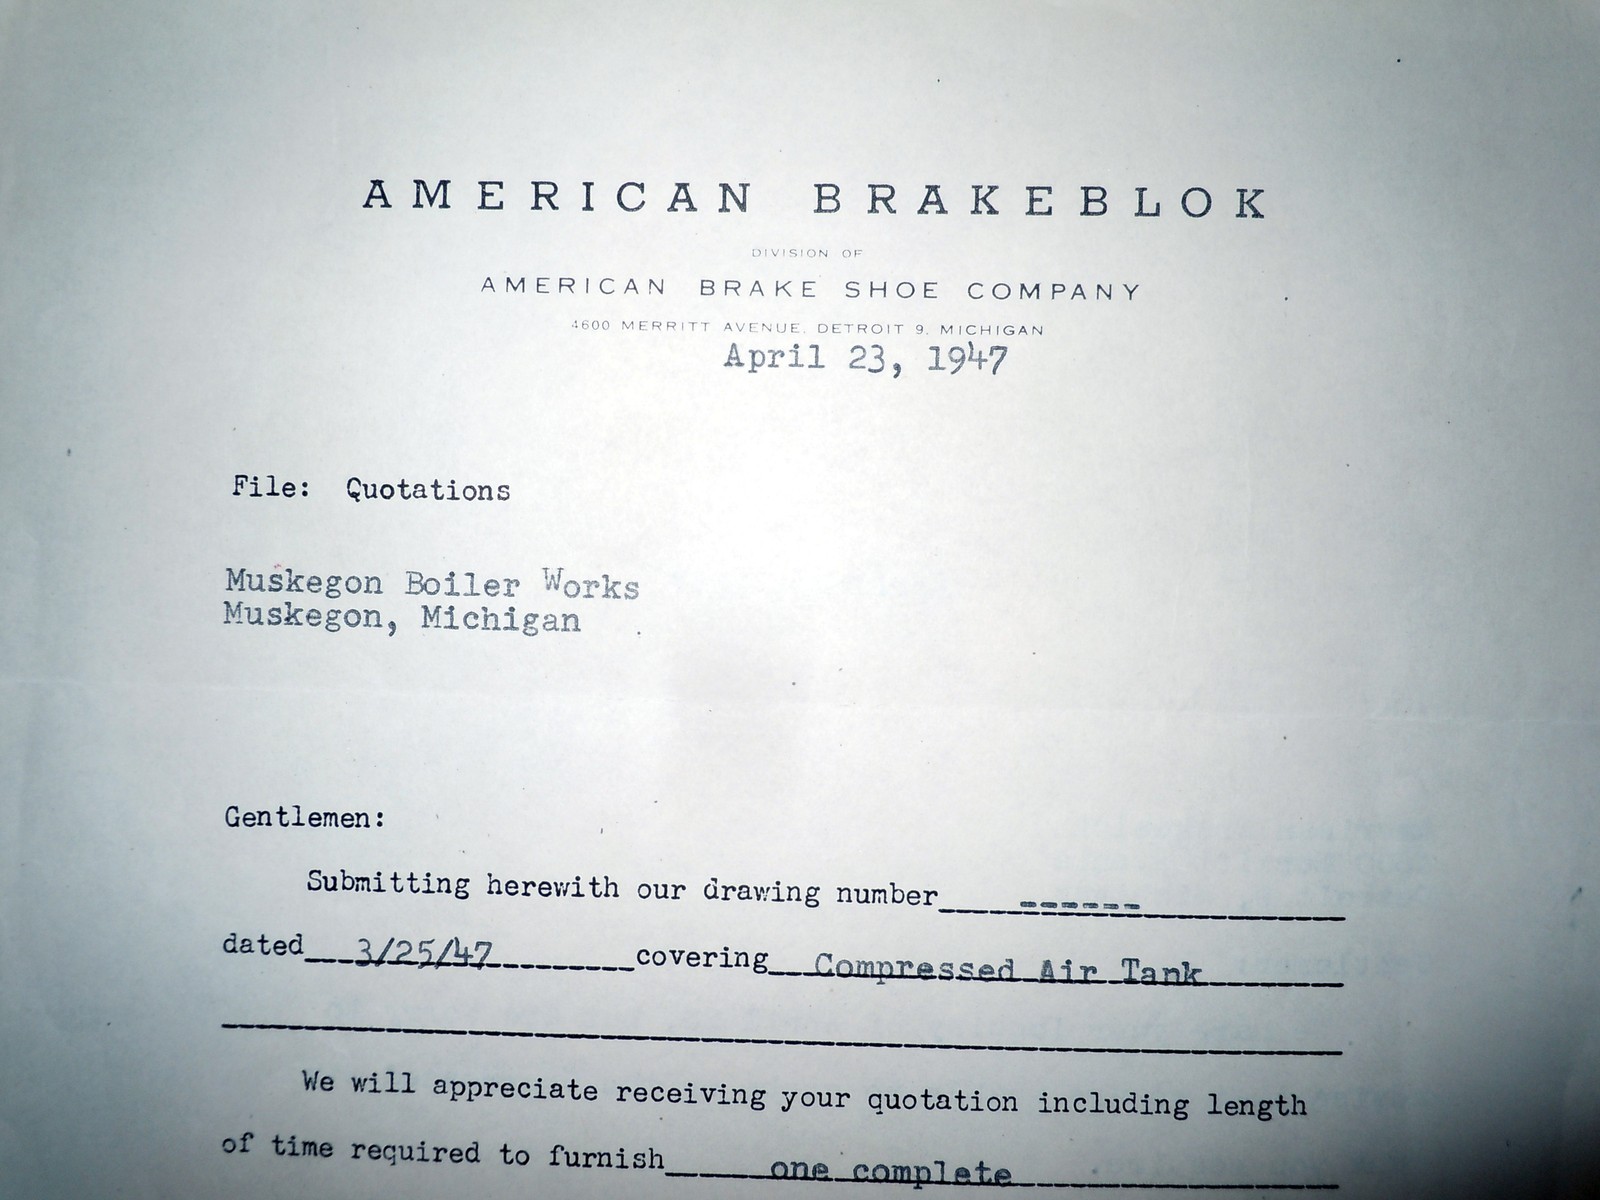 AMERICAN BRAKEBLOK
DIVISION OF
AMERICAN BRAKE SHOE COMPANY
4600 MERRITT AVENUE, DETROIT 9, MICHIGAN
April 23, 1947
File: Quotations
Muskegon Boiler Works
Muskegon, Michigan
Gentlemen:
Submitting herewith our drawing number ------
dated 3/25/47 covering Compressed Air Tank
We will appreciate receiving your quotation including length
of time required to furnish one complete